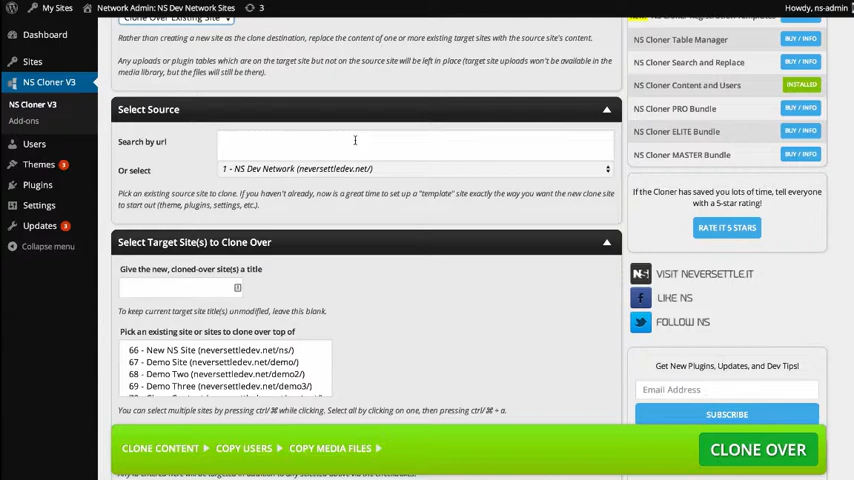 My Sites Network Admin: NS Dev Network Sites 3 Howdy, ns-admin
Clone Over Existing Site
Rather than creating a new site as the clone destination, replace the content of one or more existing target sites with the source site's content.
Any uploads or plugin tables which are on the target site but not on the source site will be left in place (target site uploads won't be available in the
media library, but the files will still be there).
Dashboard
Sites
NS Cloner V3
NS Cloner V3
Add-ons
Users
Themes 3
Plugins
Settings
Updates 3
Collapse menu
Select Source
Search by url
Or select 1 - NS Dev Network (neversettledev.net/)
Pick an existing source site to clone. If you haven't already, now is a great time to set up a "template" site exactly the way you want the new clone site
to start out (theme, plugins, settings, etc.).
Select Target Site(s) to Clone Over
Give the new, cloned-over site(s) a title
To keep current target site title(s) unmodified, leave this blank.
Pick an existing site or sites to clone over top of
66 - New NS Site (neversettledev.net/ns/)
67 - Demo Site (neversettledev.net/demo/)
68 - Demo Two (neversettledev.net/demo2/)
69 - Demo Three (neversettledev.net/demo3/)
You can select multiple sites by pressing ctrl/⌘ while clicking. Select all by clicking on one, then pressing ctrl/⌘ + a.
CLONE CONTENT COPY USERS COPY MEDIA FILES
CLONE OVER
NS Cloner Registration Templates
NS Cloner Table Manager BUY / INFO
NS Cloner Search and Replace BUY / INFO
NS Cloner Content and Users INSTALLED
NS Cloner PRO Bundle BUY / INFO
NS Cloner ELITE Bundle BUY / INFO
NS Cloner MASTER Bundle BUY / INFO
If the Cloner has saved you lots of time, tell everyone
with a 5-star rating!
RATE IT 5 STARS
NS VISIT NEVERSETTLE.IT
f LIKE NS
FOLLOW NS
Get New Plugins, Updates, and Dev Tips!
Email Address
SUBSCRIBE